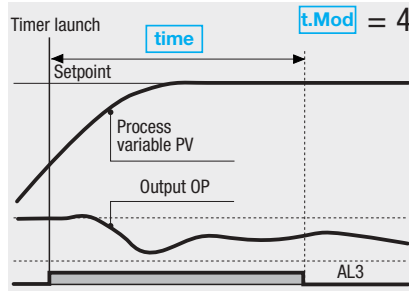 Timer launch
t.Mod = 4
time
Setpoint
Process
variable PV
Output OP
AL3